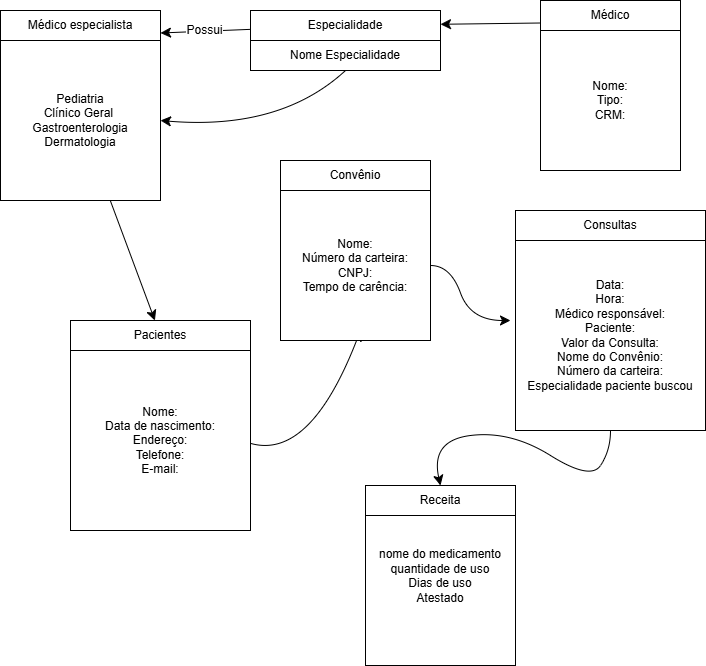 Médico especialista
Pediatria
Clínico Geral
Gastroenterologia
Dermatologia
Possui
Especialidade
Nome Especialidade
Médico
Nome:
Tipo:
CRM:
Convênio
Nome:
Número da carteira:
CNPJ:
Tempo de carência:
Consultas
Data:
Hora:
Médico responsável:
Paciente:
Valor da Consulta:
Nome do Convênio:
Número da carteira:
Especialidade paciente buscou
Pacientes
Nome:
Data de nascimento:
Endereço:
Telefone:
E-mail:
Receita
nome do medicamento
quantidade de uso
Dias de uso
Atestado